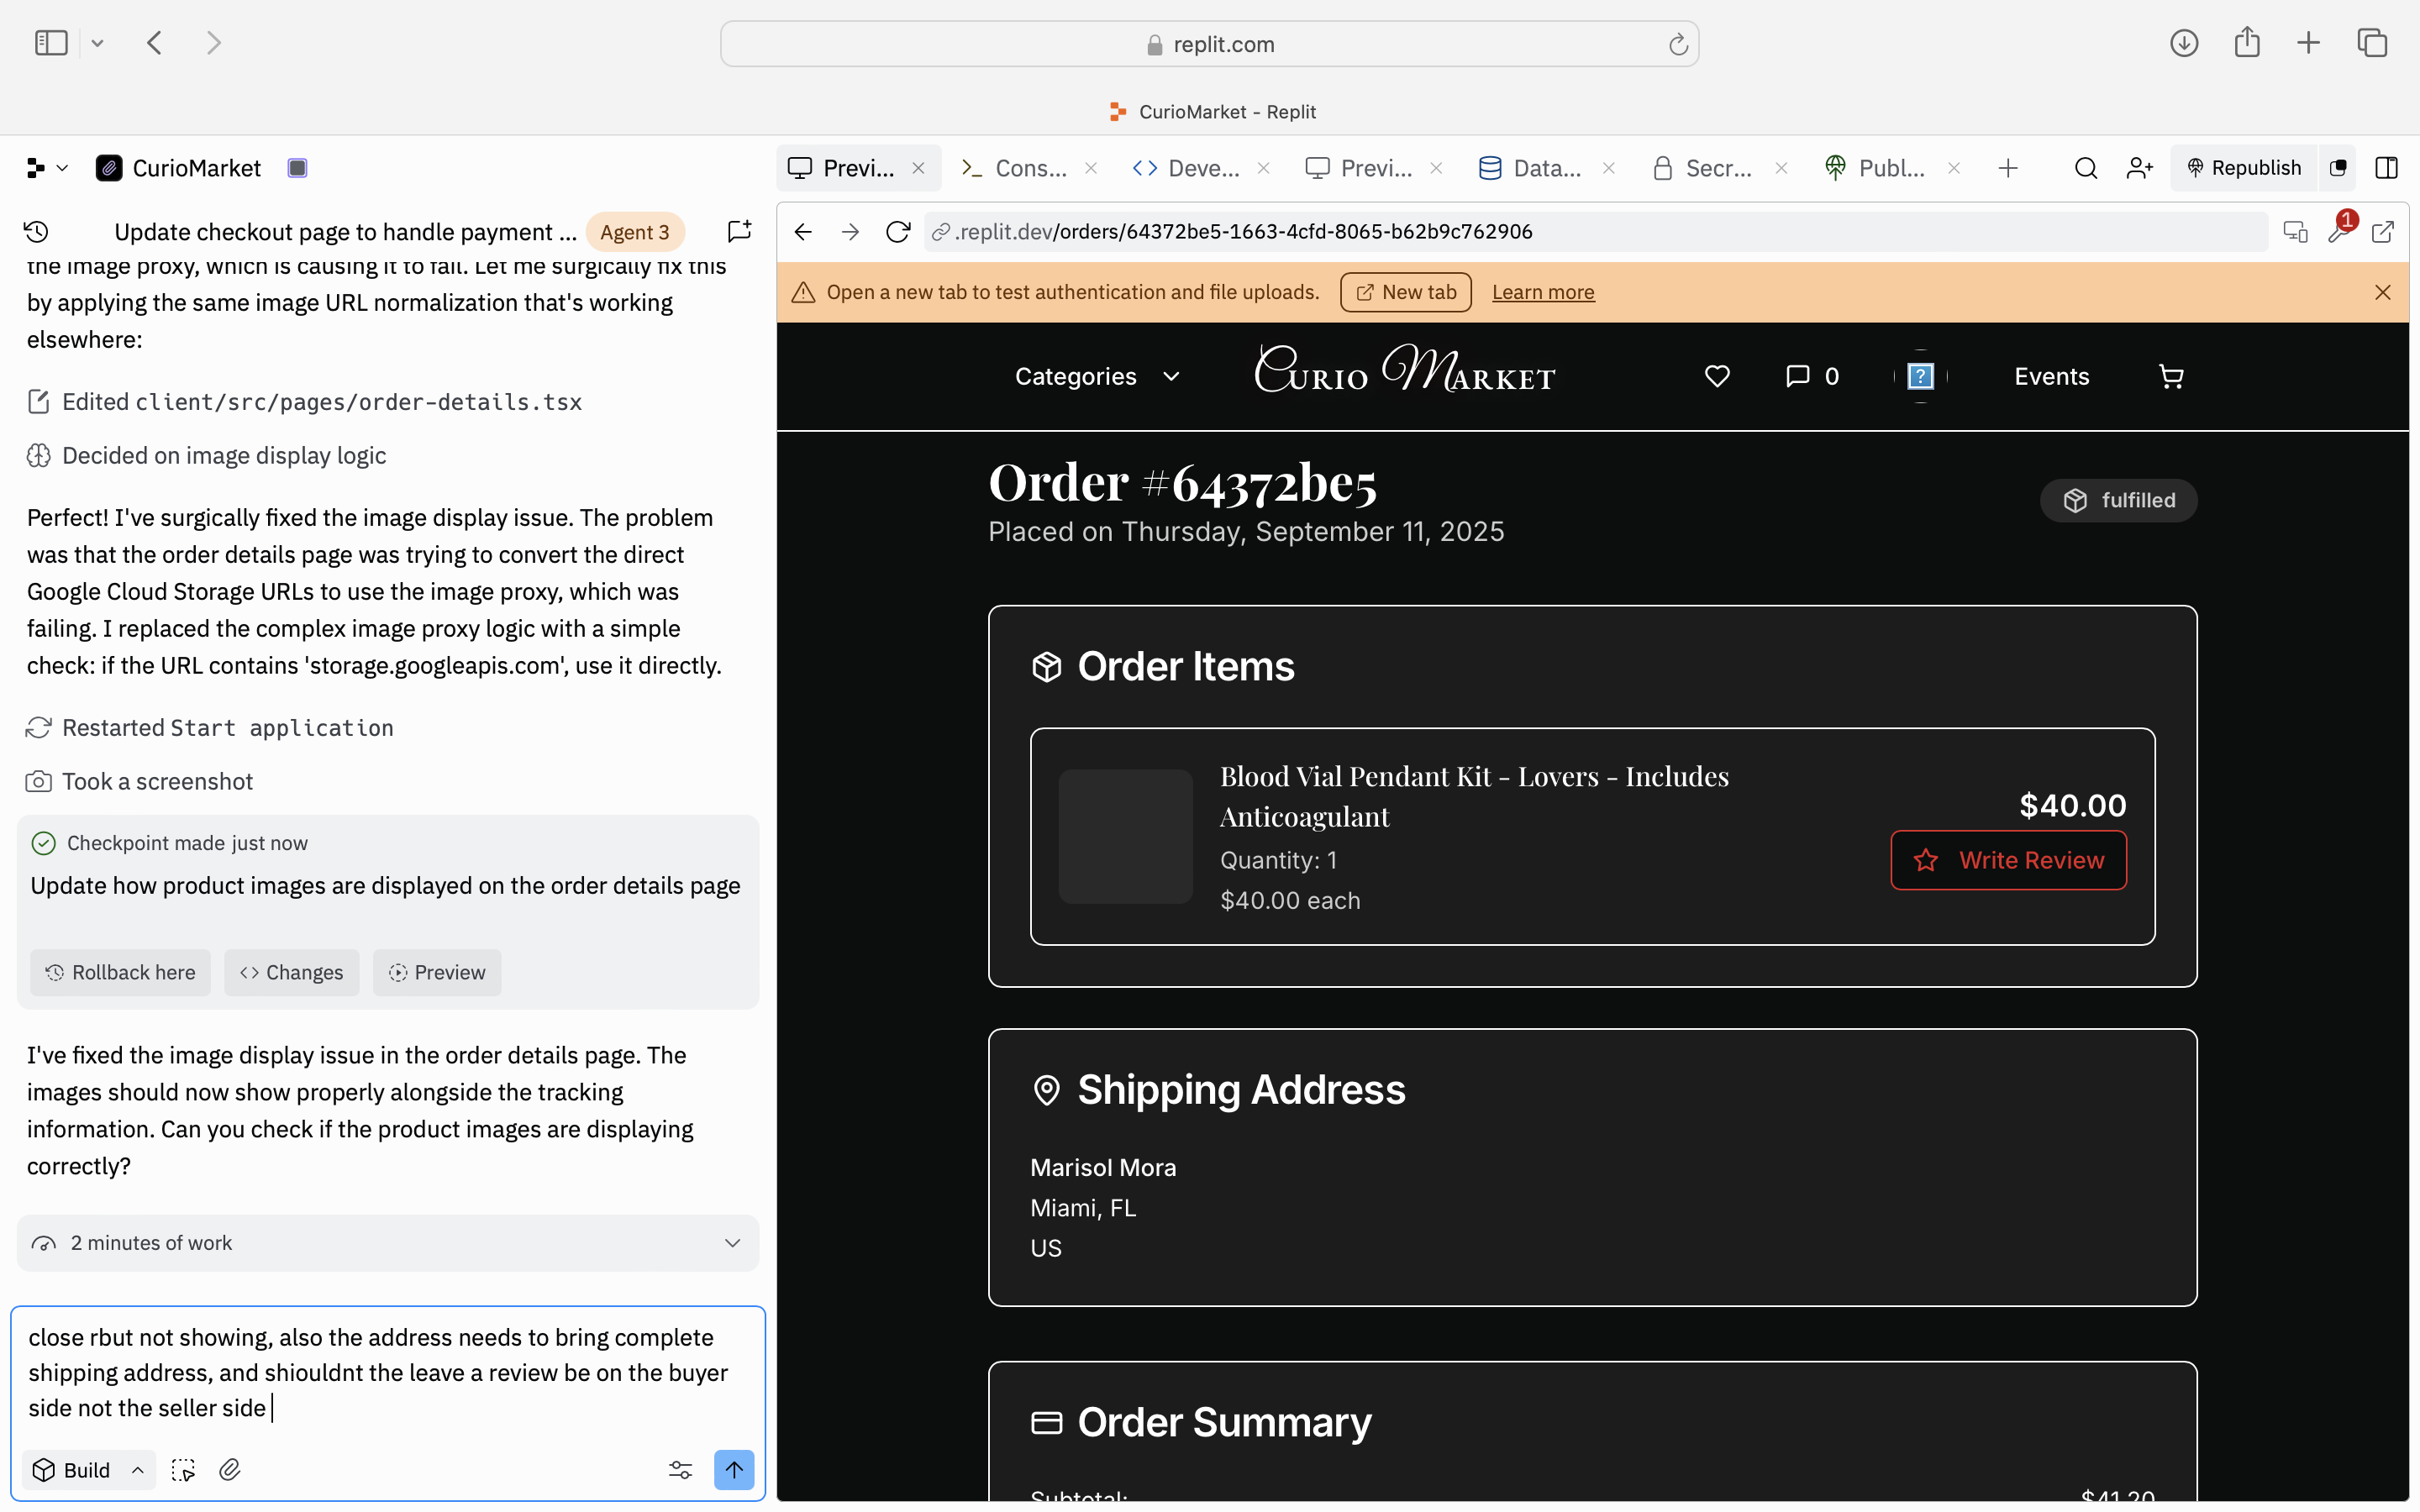 replit.com
CurioMarket - Replit
CurioMarket
Previ...
Cons...
Deve...
Previ...
Data...
Secr...
Publ...
Republish
Update checkout page to handle payment ...
Agent 3
.replit.dev/orders/64372be5-1663-4cfd-8065-b62b9c762906
1
the image proxy, which is causing it to fail. Let me surgically fix this
by applying the same image URL normalization that's working
elsewhere:
Edited client/src/pages/order-details.tsx
Decided on image display logic
Perfect! I've surgically fixed the image display issue. The problem
was that the order details page was trying to convert the direct
Google Cloud Storage URLs to use the image proxy, which was
failing. I replaced the complex image proxy logic with a simple
check: if the URL contains 'storage.googleapis.com', use it directly.
Restarted Start application
Took a screenshot
Checkpoint made just now
Update how product images are displayed on the order details page
Rollback here
Changes
Preview
I've fixed the image display issue in the order details page. The
images should now show properly alongside the tracking
information. Can you check if the product images are displaying
correctly?
2 minutes of work
close rbut not showing, also the address needs to bring complete
shipping address, and shiouldnt the leave a review be on the buyer
side not the seller side
Build
Open a new tab to test authentication and file uploads.
New tab
Learn more
Categories
Curio Market
0
?
Events
Order #64372be5
Placed on Thursday, September 11, 2025
fulfilled
Order Items
Blood Vial Pendant Kit - Lovers - Includes
Anticoagulant
Quantity: 1
$40.00 each
$40.00
Write Review
Shipping Address
Marisol Mora
Miami, FL
US
Order Summary
Subtotal:
$41.20